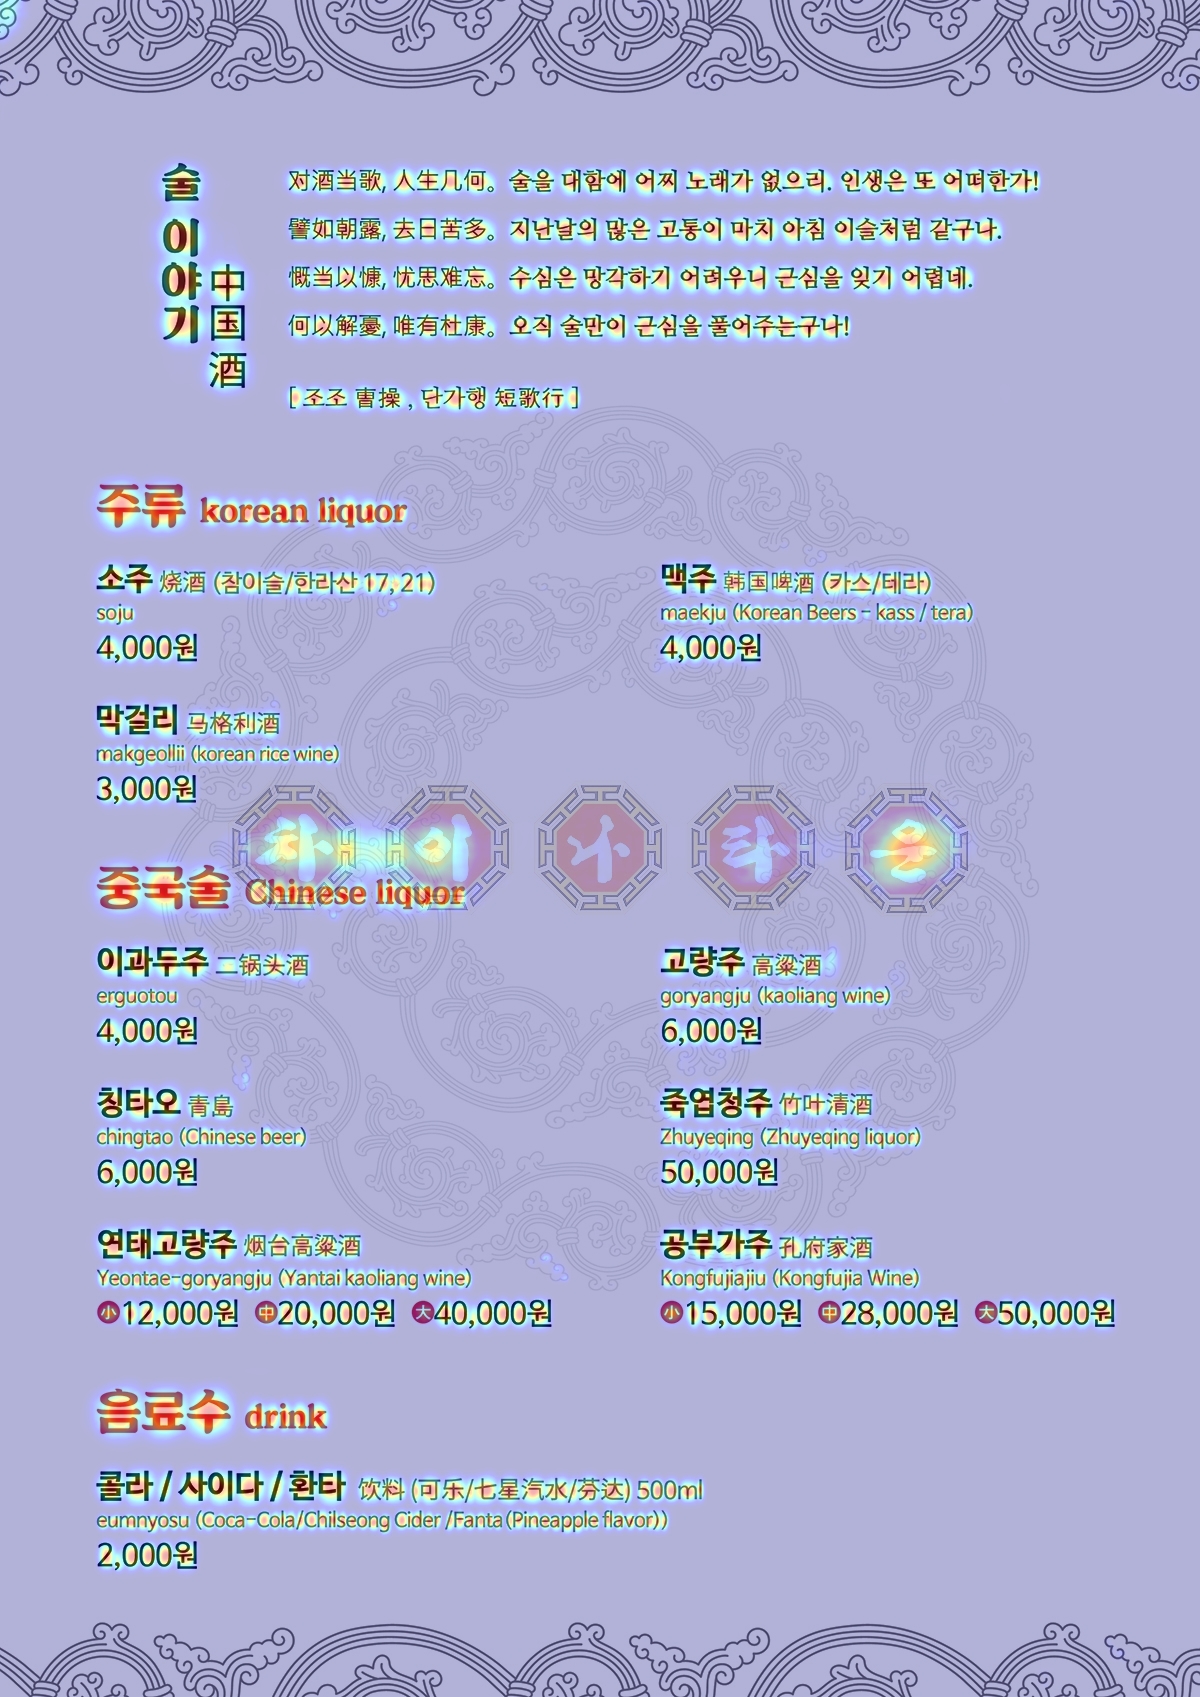 술 이야기
中国酒
对酒当歌, 人生几何。 술을 대함에 어찌 노래가 없으리. 인생은 또 어떠한가!
譬如朝露, 去日苦多。 지난날의 많은 고통이 마치 아침 이슬처럼 같구나.
慨当以慷, 忧思难忘。 수심은 망각하기 어려우니 근심을 잊기 어렵네.
何以解憂, 唯有杜康。 오직 술만이 근심을 풀어주는구나!
[ 조조 曹操 , 단가행 短歌行 ]
주류 korean liquor
소주 烧酒 (참이슬/한라산 17, 21)
soju
4,000원
맥주 韩国啤酒 (카스/테라)
maekju (Korean Beers - kass / tera)
4,000원
막걸리 马格利酒
makgeollii (korean rice wine)
3,000원
차이나타운
중국술 Chinese liquor
이과두주 二锅头酒
erguotou
4,000원
고량주 高粱酒
goryangju (kaoliang wine)
6,000원
칭타오 青島
chingtao (Chinese beer)
6,000원
죽엽청주 竹叶清酒
Zhuyeqing (Zhuyeqing liquor)
50,000원
연태고량주 烟台高粱酒
Yeontae-goryangju (Yantai kaoliang wine)
小 12,000원 中 20,000원 大 40,000원
공부가주 孔府家酒
Kongfujiajiu (Kongfujia Wine)
小 15,000원 中 28,000원 大 50,000원
음료수 drink
콜라 / 사이다 / 환타 饮料 (可乐/七星汽水/芬达) 500ml
eumnyosu (Coca-Cola/Chilseong Cider /Fanta(Pineapple flavor))
2,000원